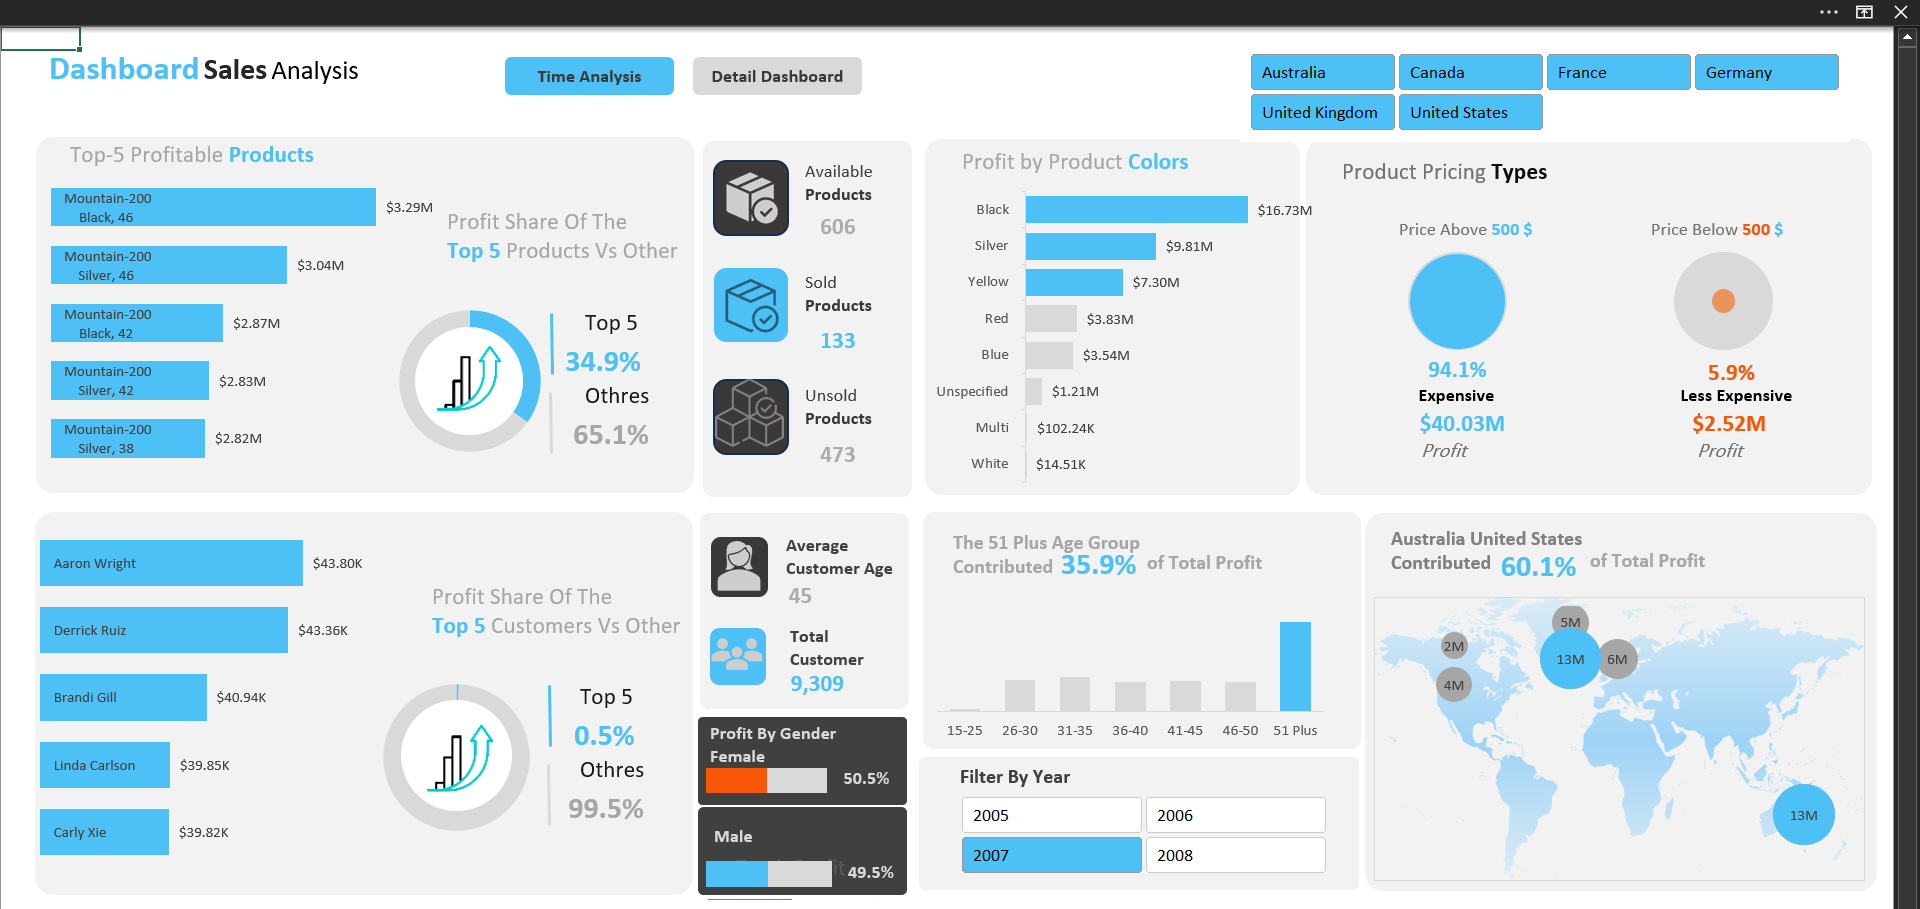 Dashboard Sales Analysis
Time Analysis
Detail Dashboard
Australia
Canada
France
Germany
United Kingdom
United States
Top-5 Profitable Products
Mountain-200
Black, 46
$3.29M
Mountain-200
Silver, 46
$3.04M
Mountain-200
Black, 42
$2.87M
Mountain-200
Silver, 42
$2.83M
Mountain-200
Silver, 38
$2.82M
Profit Share Of The
Top 5 Products Vs Other
Top 5
34.9%
Othres
65.1%
Available
Products
606
Sold
Products
133
Unsold
Products
473
Profit by Product Colors
Black
$16.73M
Silver
$9.81M
Yellow
$7.30M
Red
$3.83M
Blue
$3.54M
Unspecified
$1.21M
Multi
$102.24K
White
$14.51K
Product Pricing Types
Price Above 500 $
94.1%
Expensive
$40.03M
Profit
Price Below 500 $
5.9%
Less Expensive
$2.52M
Profit
Aaron Wright
$43.80K
Derrick Ruiz
$43.36K
Brandi Gill
$40.94K
Linda Carlson
$39.85K
Carly Xie
$39.82K
Profit Share Of The
Top 5 Customers Vs Other
Top 5
0.5%
Othres
99.5%
Average
Customer Age
45
Total
Customer
9,309
Profit By Gender
Female
50.5%
Male
49.5%
The 51 Plus Age Group
Contributed 35.9% of Total Profit
15-25
26-30
31-35
36-40
41-45
46-50
51 Plus
Filter By Year
2005
2006
2007
2008
Australia United States
Contributed 60.1% of Total Profit
5M
2M
13M
6M
4M
13M